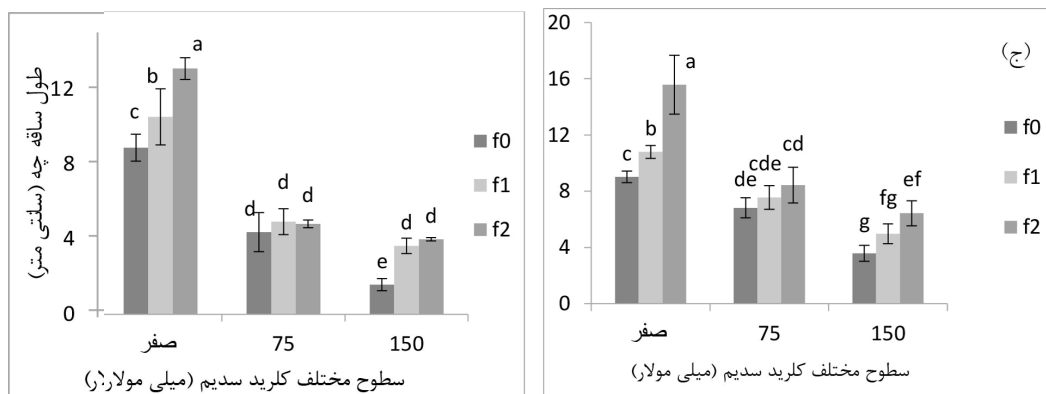 طول ساقه چه (سانتی متر)
12
8
4
0
a
b
c
d
d
d
d
d
e
f0
f1
f2
صفر
75
150
سطوح مختلف کلرید سدیم (میلی مولار)
(ج)
20
16
12
8
4
0
a
b
c
cd
cde
de
ef
fg
g
f0
f1
f2
صفر
75
150
سطوح مختلف کلرید سدیم (میلی مولار)